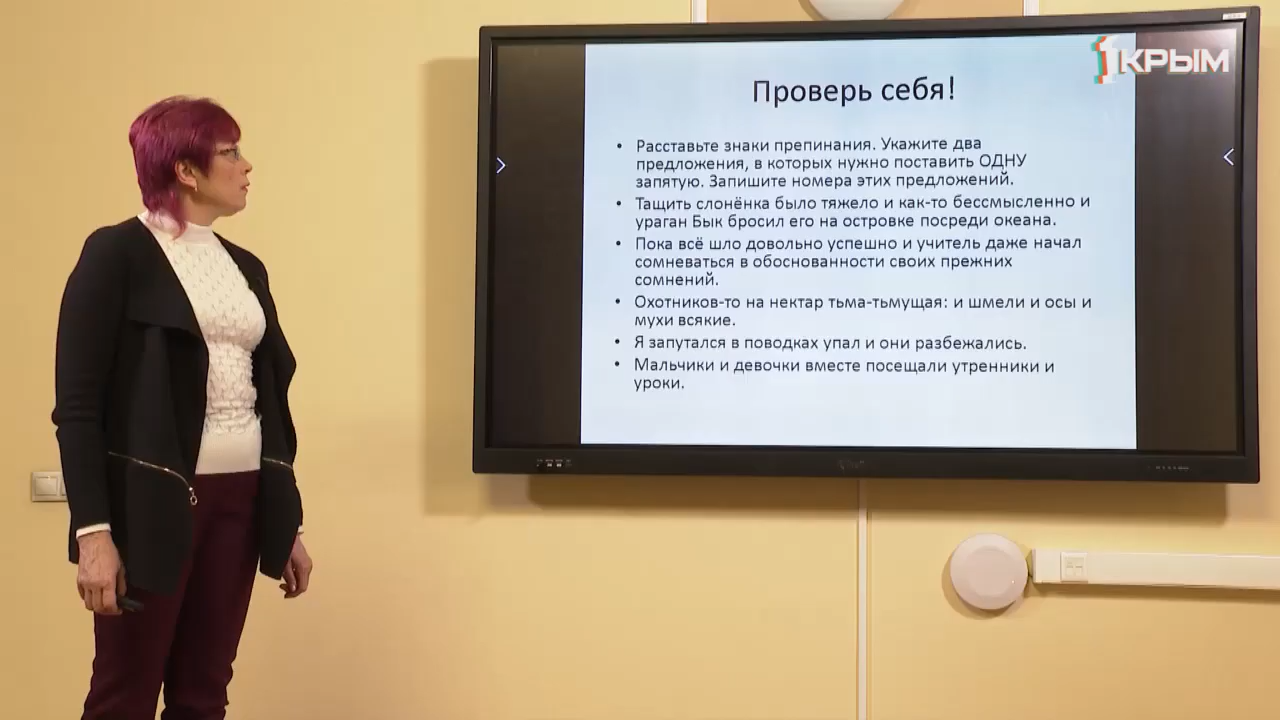 1КРЫМ
Проверь себя!
• Расставьте знаки препинания. Укажите два
предложения, в которых нужно поставить ОДНУ
запятую. Запишите номера этих предложений.
• Тащить слонёнка было тяжело и как-то бессмысленно и
ураган Бык бросил его на островке посреди океана.
• Пока всё шло довольно успешно и учитель даже начал
сомневаться в обоснованности своих прежних
сомнений.
• Охотников-то на нектар тьма-тьмущая: и шмели и осы и
мухи всякие.
• Я запутался в поводках упал и они разбежались.
• Мальчики и девочки вместе посещали утренники и
уроки.